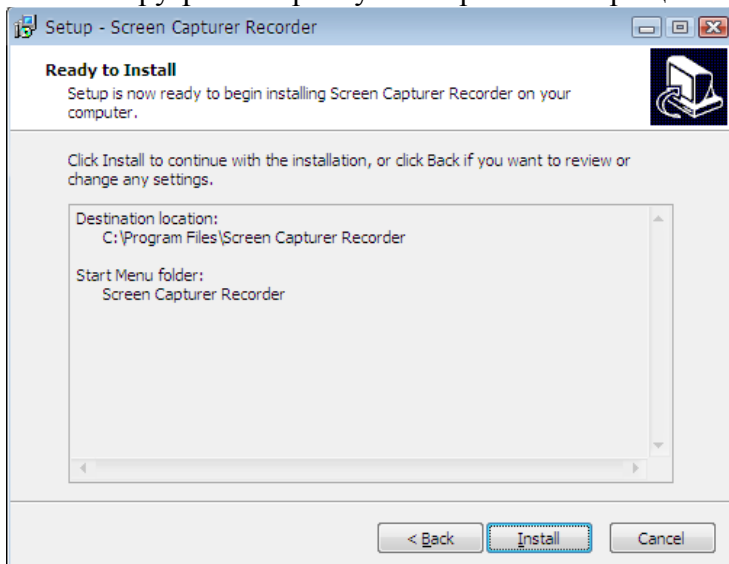 Setup - Screen Capturer Recorder
Ready to Install
Setup is now ready to begin installing Screen Capturer Recorder on your
computer.
Click Install to continue with the installation, or click Back if you want to review or
change any settings.
Destination location:
C:\Program Files\Screen Capturer Recorder
Start Menu folder:
Screen Capturer Recorder
< Back
Install
Cancel